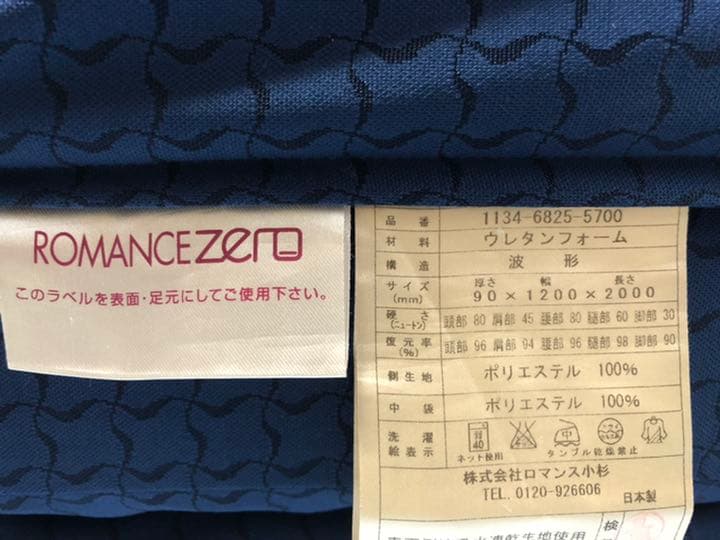 ROMANCEzero
このラベルを表面・足元にしてご使用下さい。
品番 1134-6825-5700
材料 ウレタンフォーム
構造 波形
サイズ(mm) 厚さ 幅 長さ
90×1200×2000
硬さ(ニュートン) 頭部 80 肩部 45 腰部 80 腿部 60 脚部 30
復元率(%) 頭部 96 肩部 94 腰部 96 腿部 98 脚部 90
側生地 ポリエステル 100%
中袋 ポリエステル 100%
洗濯絵表示 40
ネット使用 タンブル乾燥禁止
株式会社ロマンス小杉
TEL. 0120-926606 日本製
検